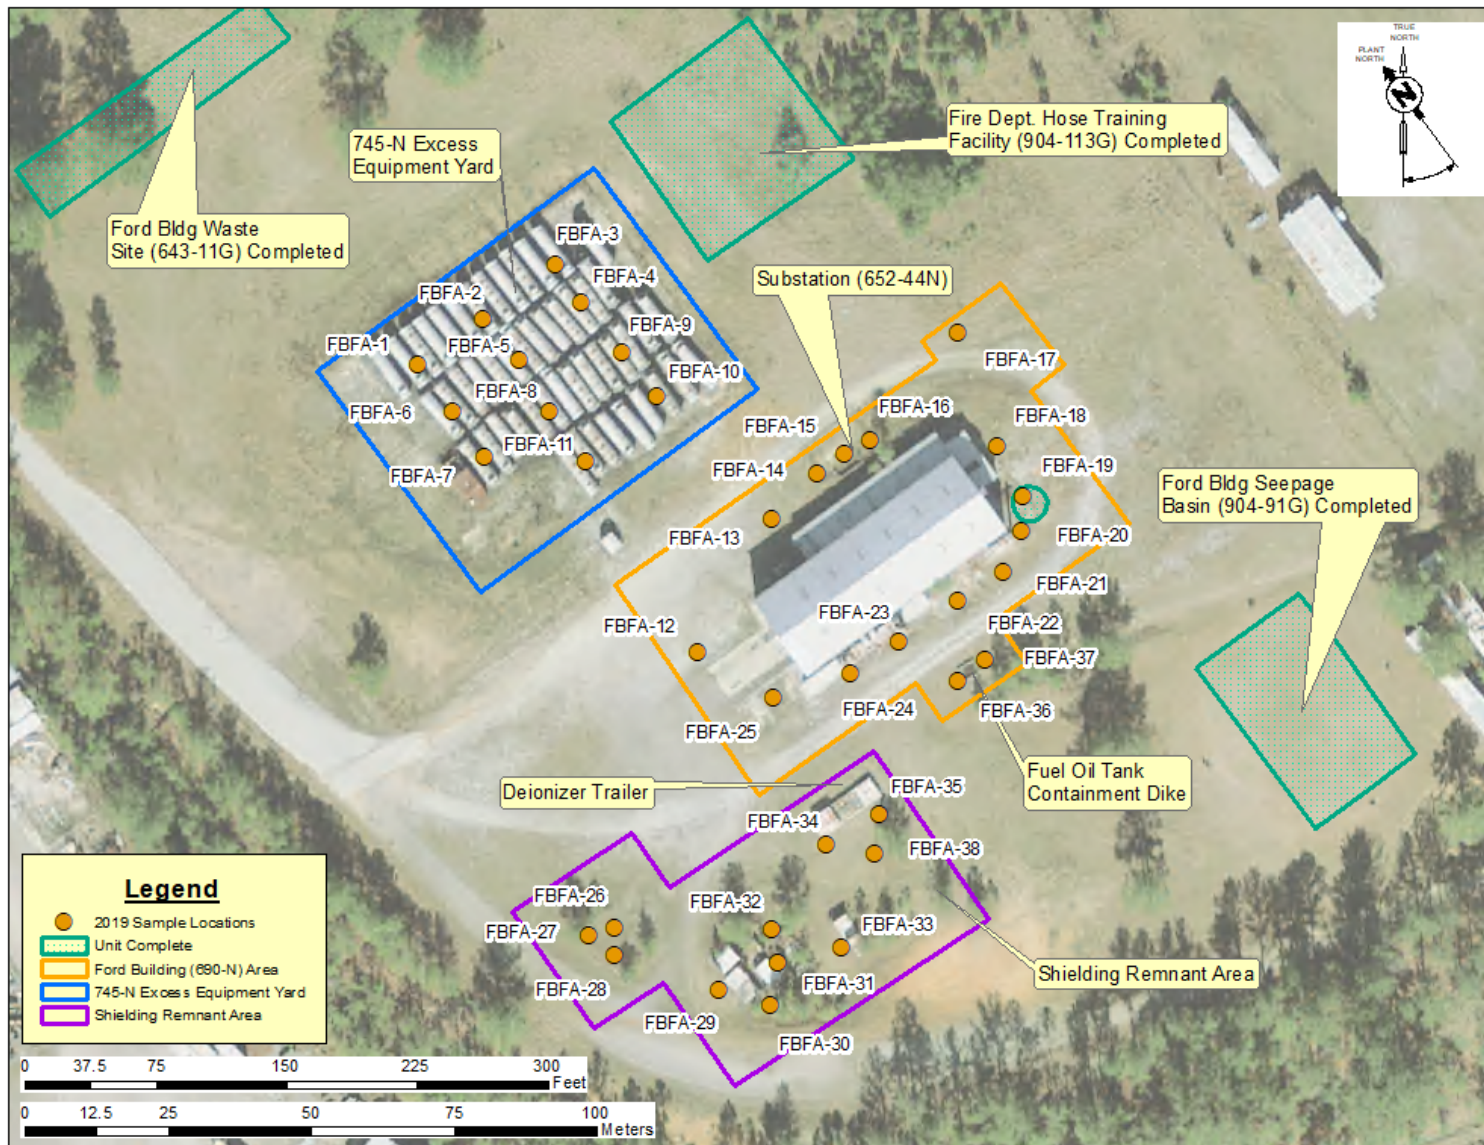 TRUE
NORTH
PLANT
NORTH
N
Fire Dept. Hose Training
Facility (904-113G) Completed
745-N Excess
Equipment Yard
Ford Bldg Waste
Site (643-11G) Completed
FBFA-3
Substation (652-44N)
FBFA-4
FBFA-2
FBFA-9
FBFA-1
FBFA-5
FBFA-17
FBFA-10
FBFA-8
FBFA-6
FBFA-16
FBFA-18
FBFA-15
FBFA-11
FBFA-7
FBFA-14
FBFA-19
Ford Bldg Seepage
Basin (904-91G) Completed
FBFA-13
FBFA-20
FBFA-21
FBFA-12
FBFA-23
FBFA-22
FBFA-37
FBFA-24
FBFA-36
FBFA-25
Fuel Oil Tank
Containment Dike
Deionizer Trailer
FBFA-35
FBFA-34
FBFA-38
FBFA-26
FBFA-32
FBFA-33
FBFA-27
Shielding Remnant Area
FBFA-28
FBFA-31
FBFA-29
FBFA-30
Legend
2019 Sample Locations
Unit Complete
Ford Building (690-N) Area
745-N Excess Equipment Yard
Shielding Remnant Area
0 37.5 75 150 225 300
Feet
0 12.5 25 50 75 100
Meters